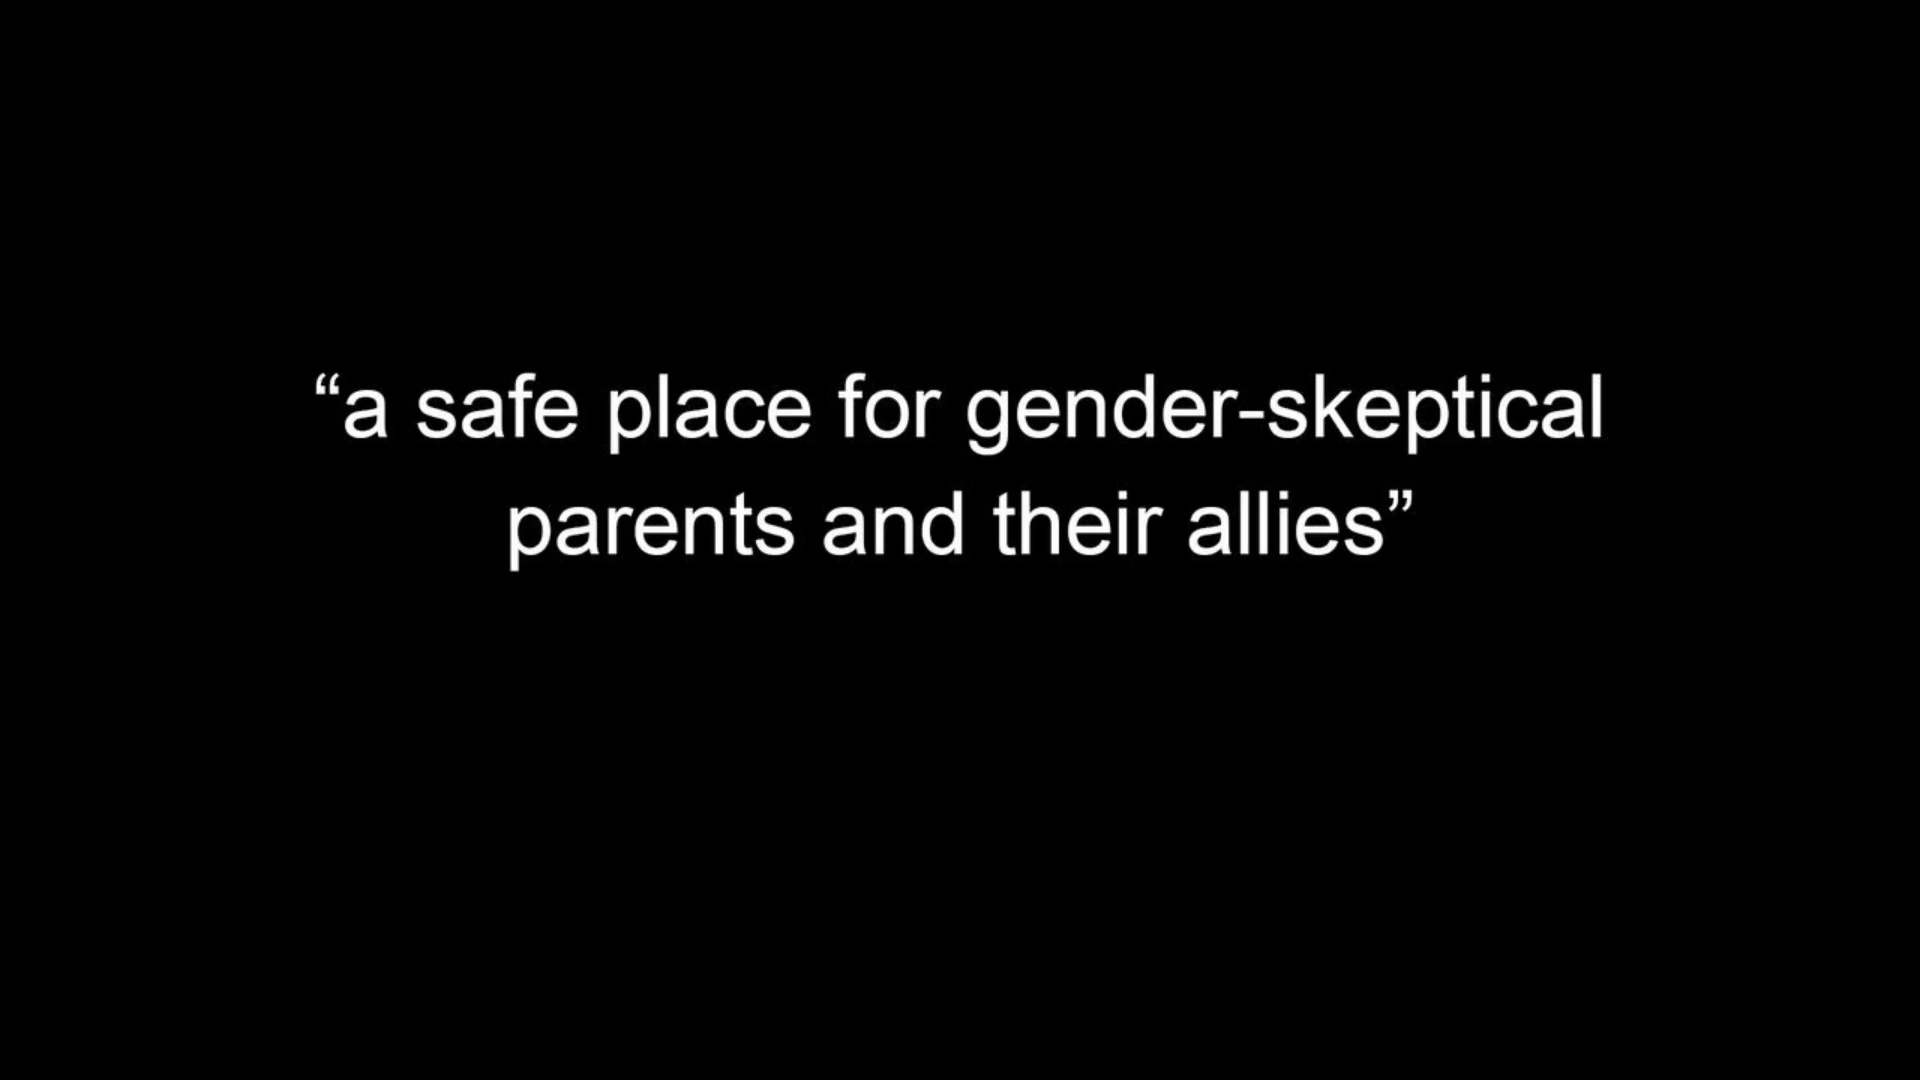 “a safe place for gender-skeptical
parents and their allies”